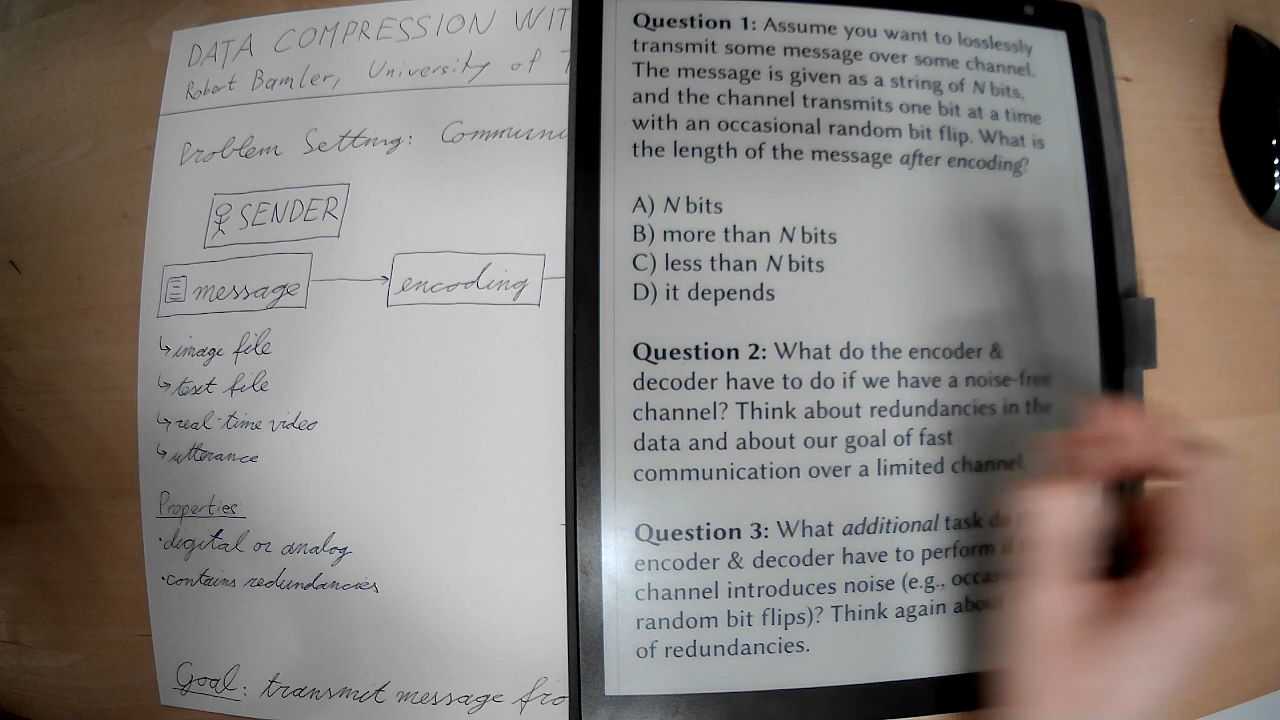 DATA COMPRESSION WIT
Robert Bamler, University of T
Problem Setting: Communi
SENDER
message
encoding
↳ image file
↳ text file
↳ real-time video
↳ utterance
Properties
· digital or analog
· contains redundancies
Goal: transmit message fro
Question 1: Assume you want to losslessly
transmit some message over some channel.
The message is given as a string of N bits,
and the channel transmits one bit at a time
with an occasional random bit flip. What is
the length of the message after encoding?
A) N bits
B) more than N bits
C) less than N bits
D) it depends
Question 2: What do the encoder &
decoder have to do if we have a noise-free
channel? Think about redundancies in the
data and about our goal of fast
communication over a limited channel.
Question 3: What additional task do
encoder & decoder have to perform
channel introduces noise (e.g.,
random bit flips)? Think again
of redundancies.